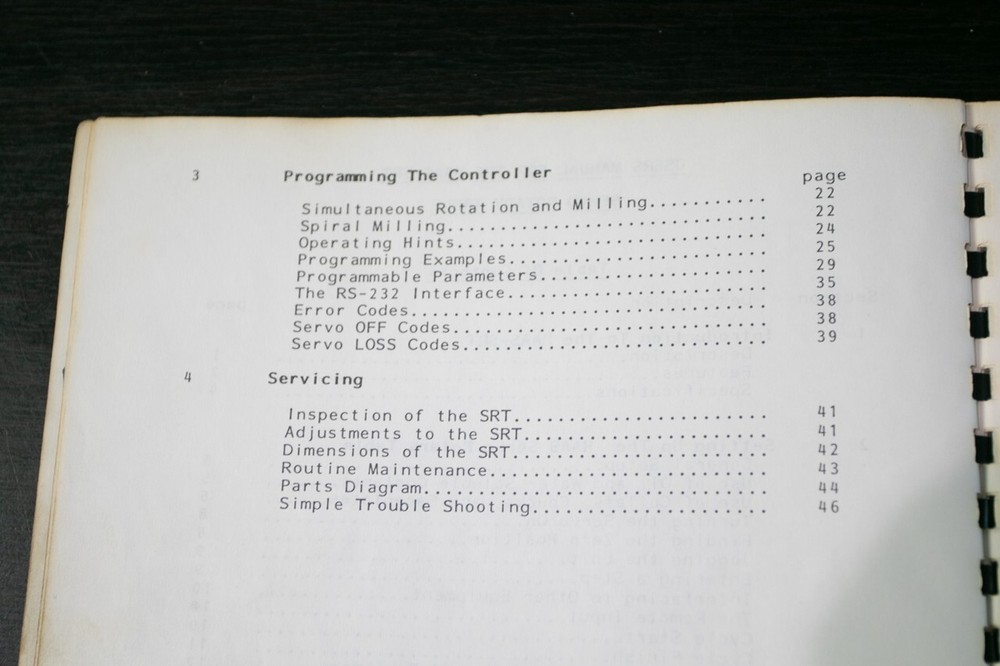 3 Programming The Controller page
Simultaneous Rotation and Milling........... 22
Spiral Milling............................. 22
Operating Hints............................ 24
Programming Examples....................... 25
Programmable Parameters.................... 29
The RS-232 Interface....................... 35
Error Codes................................ 38
Servo OFF Codes............................ 38
Servo LOSS Codes........................... 39
4 Servicing
Inspection of the SRT...................... 41
Adjustments to the SRT..................... 41
Dimensions of the SRT...................... 42
Routine Maintenance........................ 43
Parts Diagram.............................. 44
Simple Trouble Shooting.................... 46